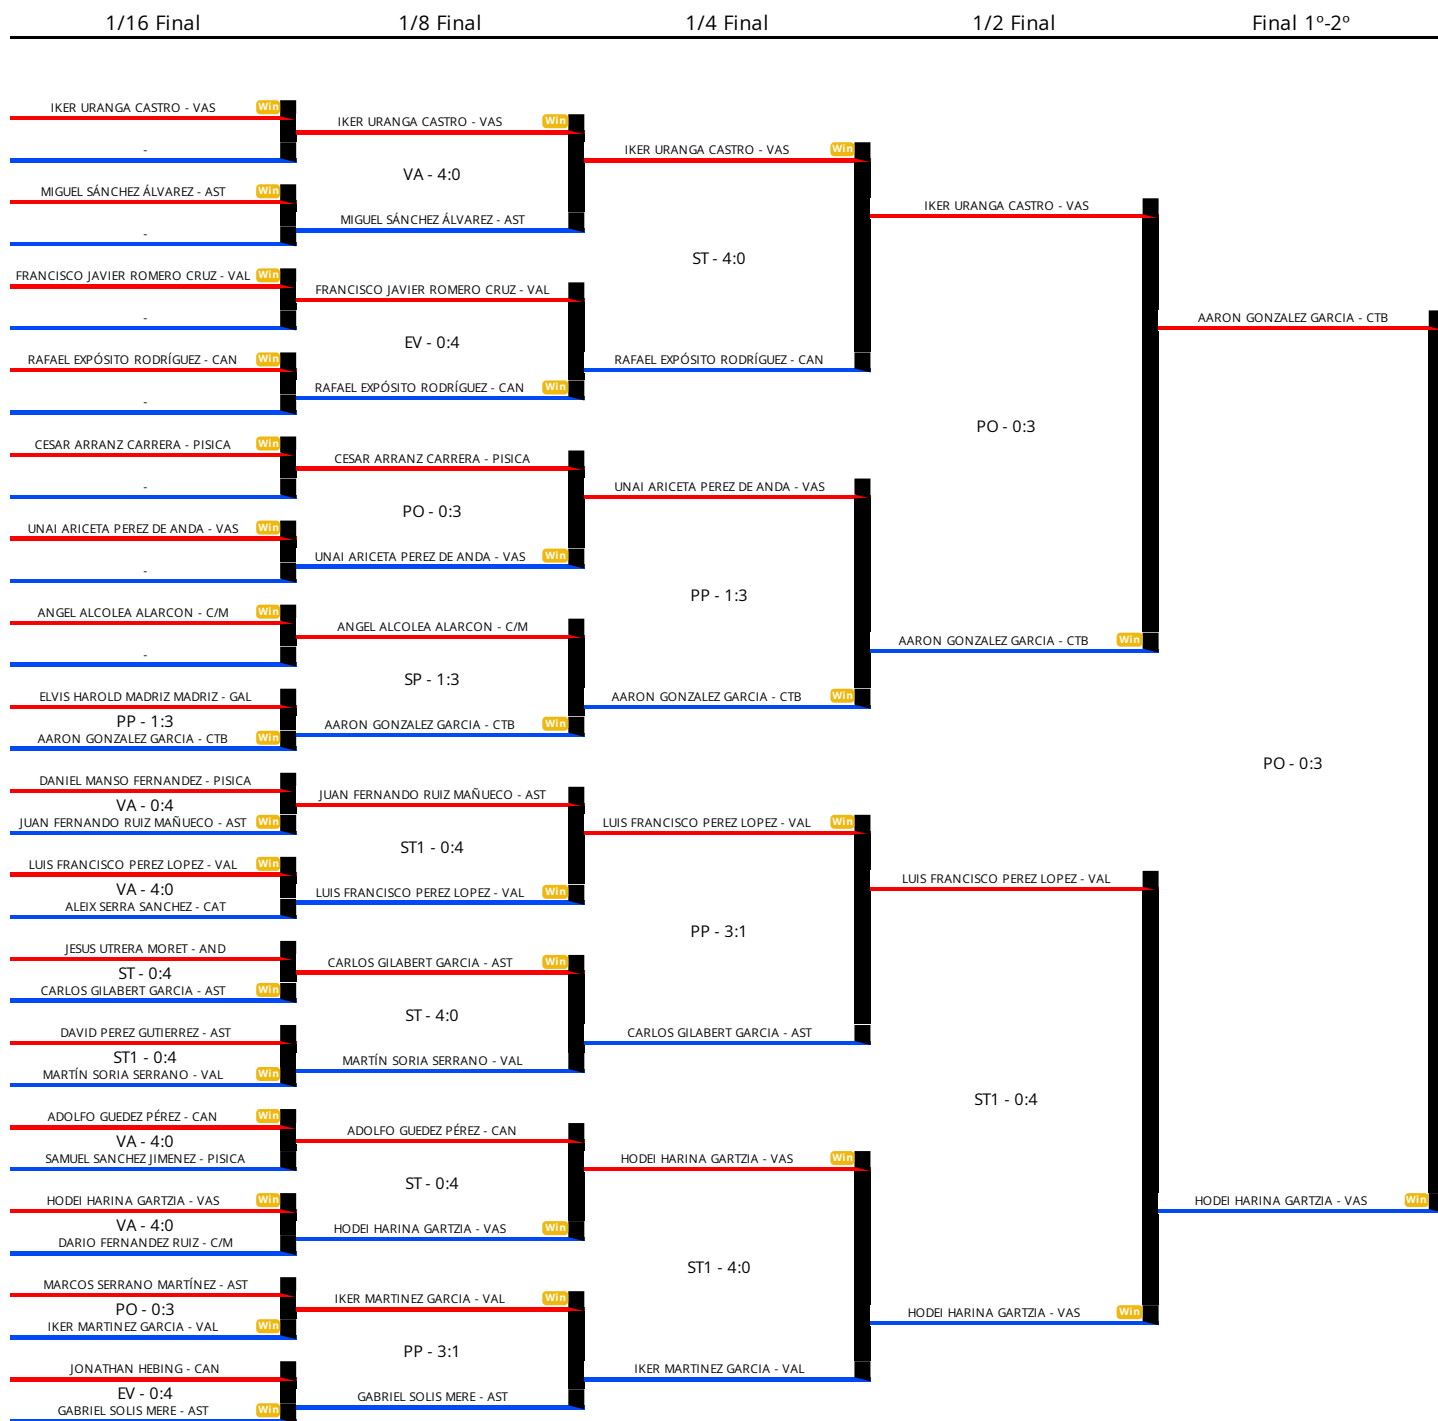 1/16 Final
1/8 Final
1/4 Final
1/2 Final
Final 1º-2º
IKER URANGA CASTRO - VAS Win
-
MIGUEL SÁNCHEZ ÁLVAREZ - AST Win
-
FRANCISCO JAVIER ROMERO CRUZ - VAL Win
-
RAFAEL EXPÓSITO RODRÍGUEZ - CAN Win
-
CESAR ARRANZ CARRERA - PISICA Win
-
UNAI ARICETA PEREZ DE ANDA - VAS Win
-
ANGEL ALCOLEA ALARCON - C/M Win
-
ELVIS HAROLD MADRIZ MADRIZ - GAL
PP - 1:3
AARON GONZALEZ GARCIA - CTB Win
DANIEL MANSO FERNANDEZ - PISICA
VA - 0:4
JUAN FERNANDO RUIZ MAÑUECO - AST Win
LUIS FRANCISCO PEREZ LOPEZ - VAL Win
VA - 4:0
ALEIX SERRA SANCHEZ - CAT
JESUS UTRERA MORET - AND
ST - 0:4
CARLOS GILABERT GARCIA - AST Win
DAVID PEREZ GUTIERREZ - AST
ST1 - 0:4
MARTÍN SORIA SERRANO - VAL Win
ADOLFO GUEDEZ PÉREZ - CAN Win
VA - 4:0
SAMUEL SANCHEZ JIMENEZ - PISICA
HODEI HARINA GARTZIA - VAS Win
VA - 4:0
DARIO FERNANDEZ RUIZ - C/M
MARCOS SERRANO MARTÍNEZ - AST
PO - 0:3
IKER MARTINEZ GARCIA - VAL Win
JONATHAN HEBING - CAN
EV - 0:4
GABRIEL SOLIS MERE - AST Win
IKER URANGA CASTRO - VAS Win
VA - 4:0
MIGUEL SÁNCHEZ ÁLVAREZ - AST
FRANCISCO JAVIER ROMERO CRUZ - VAL
EV - 0:4
RAFAEL EXPÓSITO RODRÍGUEZ - CAN Win
CESAR ARRANZ CARRERA - PISICA
PO - 0:3
UNAI ARICETA PEREZ DE ANDA - VAS Win
ANGEL ALCOLEA ALARCON - C/M
SP - 1:3
AARON GONZALEZ GARCIA - CTB Win
JUAN FERNANDO RUIZ MAÑUECO - AST
ST1 - 0:4
LUIS FRANCISCO PEREZ LOPEZ - VAL Win
CARLOS GILABERT GARCIA - AST Win
ST - 4:0
MARTÍN SORIA SERRANO - VAL
ADOLFO GUEDEZ PÉREZ - CAN
ST - 0:4
HODEI HARINA GARTZIA - VAS Win
IKER MARTINEZ GARCIA - VAL Win
PP - 3:1
GABRIEL SOLIS MERE - AST
IKER URANGA CASTRO - VAS Win
ST - 4:0
RAFAEL EXPÓSITO RODRÍGUEZ - CAN
UNAI ARICETA PEREZ DE ANDA - VAS
PP - 1:3
AARON GONZALEZ GARCIA - CTB Win
LUIS FRANCISCO PEREZ LOPEZ - VAL Win
PP - 3:1
CARLOS GILABERT GARCIA - AST
HODEI HARINA GARTZIA - VAS Win
ST1 - 4:0
IKER MARTINEZ GARCIA - VAL
IKER URANGA CASTRO - VAS
PO - 0:3
AARON GONZALEZ GARCIA - CTB Win
LUIS FRANCISCO PEREZ LOPEZ - VAL
ST1 - 0:4
HODEI HARINA GARTZIA - VAS Win
AARON GONZALEZ GARCIA - CTB
PO - 0:3
HODEI HARINA GARTZIA - VAS Win